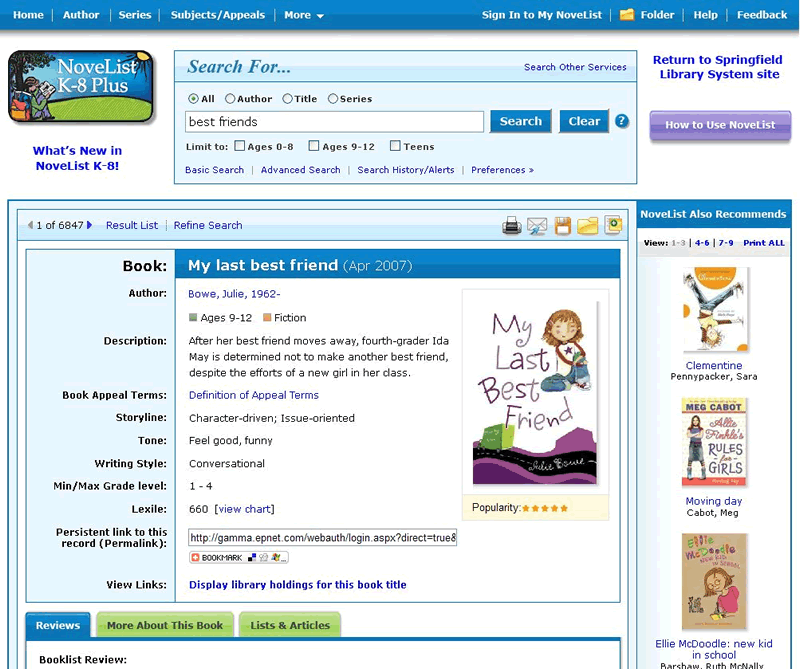 Home | Author | Series | Subjects/Appeals | More
Sign In to My NoveList | Folder | Help | Feedback
NoveList
K-8 Plus
What's New in
NoveList K-8!
Search For...
Search Other Services
All Author Title Series
best friends
Search Clear ?
Limit to: Ages 0-8 Ages 9-12 Teens
Basic Search | Advanced Search | Search History/Alerts | Preferences »
Return to Springfield
Library System site
How to Use NoveList
1 of 6847 Result List | Refine Search
Book: My last best friend (Apr 2007)
Author: Bowe, Julie, 1962-
Ages 9-12 Fiction
Description: After her best friend moves away, fourth-grader Ida
May is determined not to make another best friend,
despite the efforts of a new girl in her class.
Book Appeal Terms: Definition of Appeal Terms
Storyline: Character-driven; Issue-oriented
Tone: Feel good, funny
Writing Style: Conversational
Min/Max Grade level: 1 - 4
Lexile: 660 [view chart]
Persistent link to this
record (Permalink): http://gamma.epnet.com/webauth/login.aspx?direct=true&
BOOKMARK
View Links: Display library holdings for this book title
My
Last
Best
Friend
Julie Bowe
Popularity:
Reviews More About This Book Lists & Articles
Booklist Review:
NoveList Also Recommends
View: 1-3 | 4-6 | 7-9 Print ALL
Clementine
Clementine
Pennypacker, Sara
MEG CABOT
Allie
Finkle's
RULES
for
GIRLS
Moving day
Moving day
Cabot, Meg
Ellie
McDoodle
NEW KID
IN SCHOOL
Ellie McDoodle: new kid
in school
Barshaw, Ruth McNally